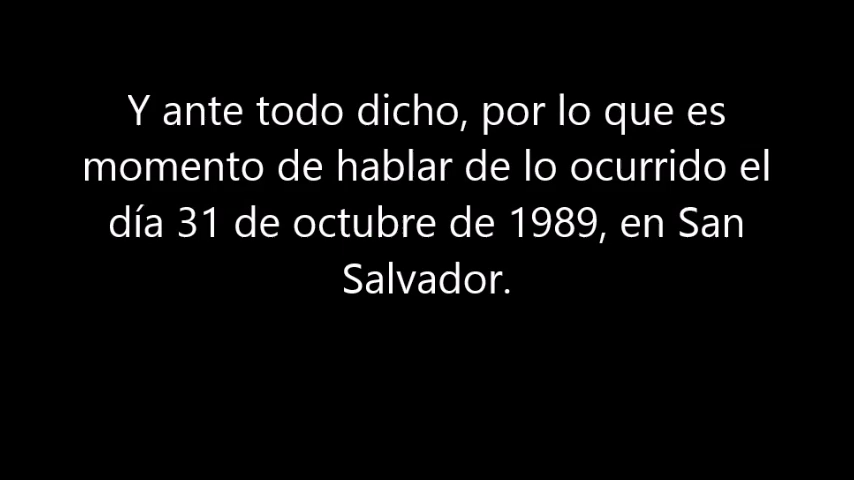 Y ante todo dicho, por lo que es
momento de hablar de lo ocurrido el
día 31 de octubre de 1989, en San
Salvador.